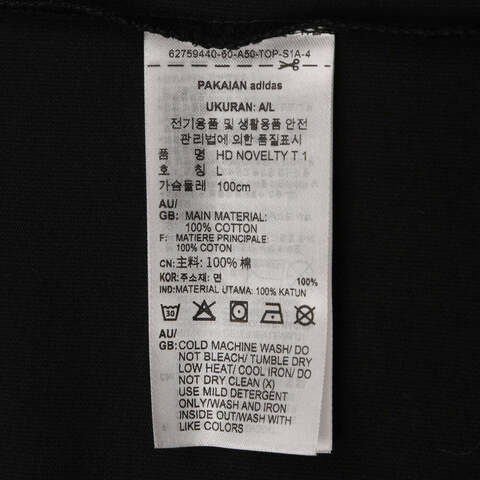 62759440-60-A50-TOP-S1A-4
PAKAIAN adidas
UKURAN: A/L
전기용품 및 생활용품 안전
관리법에 의한 품질표시
품 명 HD NOVELTY T 1
호 칭 L
가슴둘레 100cm
AU/
GB: MAIN MATERIAL:
100% COTTON
F: MATIERE PRINCIPALE:
100% COTON
CN: 主料: 100% 棉
KOR: 주소재: 면 100%
IND: MATERIAL UTAMA: 100% KATUN
30
AU/
GB: COLD MACHINE WASH/ DO
NOT BLEACH/ TUMBLE DRY
LOW HEAT/ COOL IRON/ DO
NOT DRY CLEAN (X)
USE MILD DETERGENT
ONLY/WASH AND IRON
INSIDE OUT/WASH WITH
LIKE COLORS